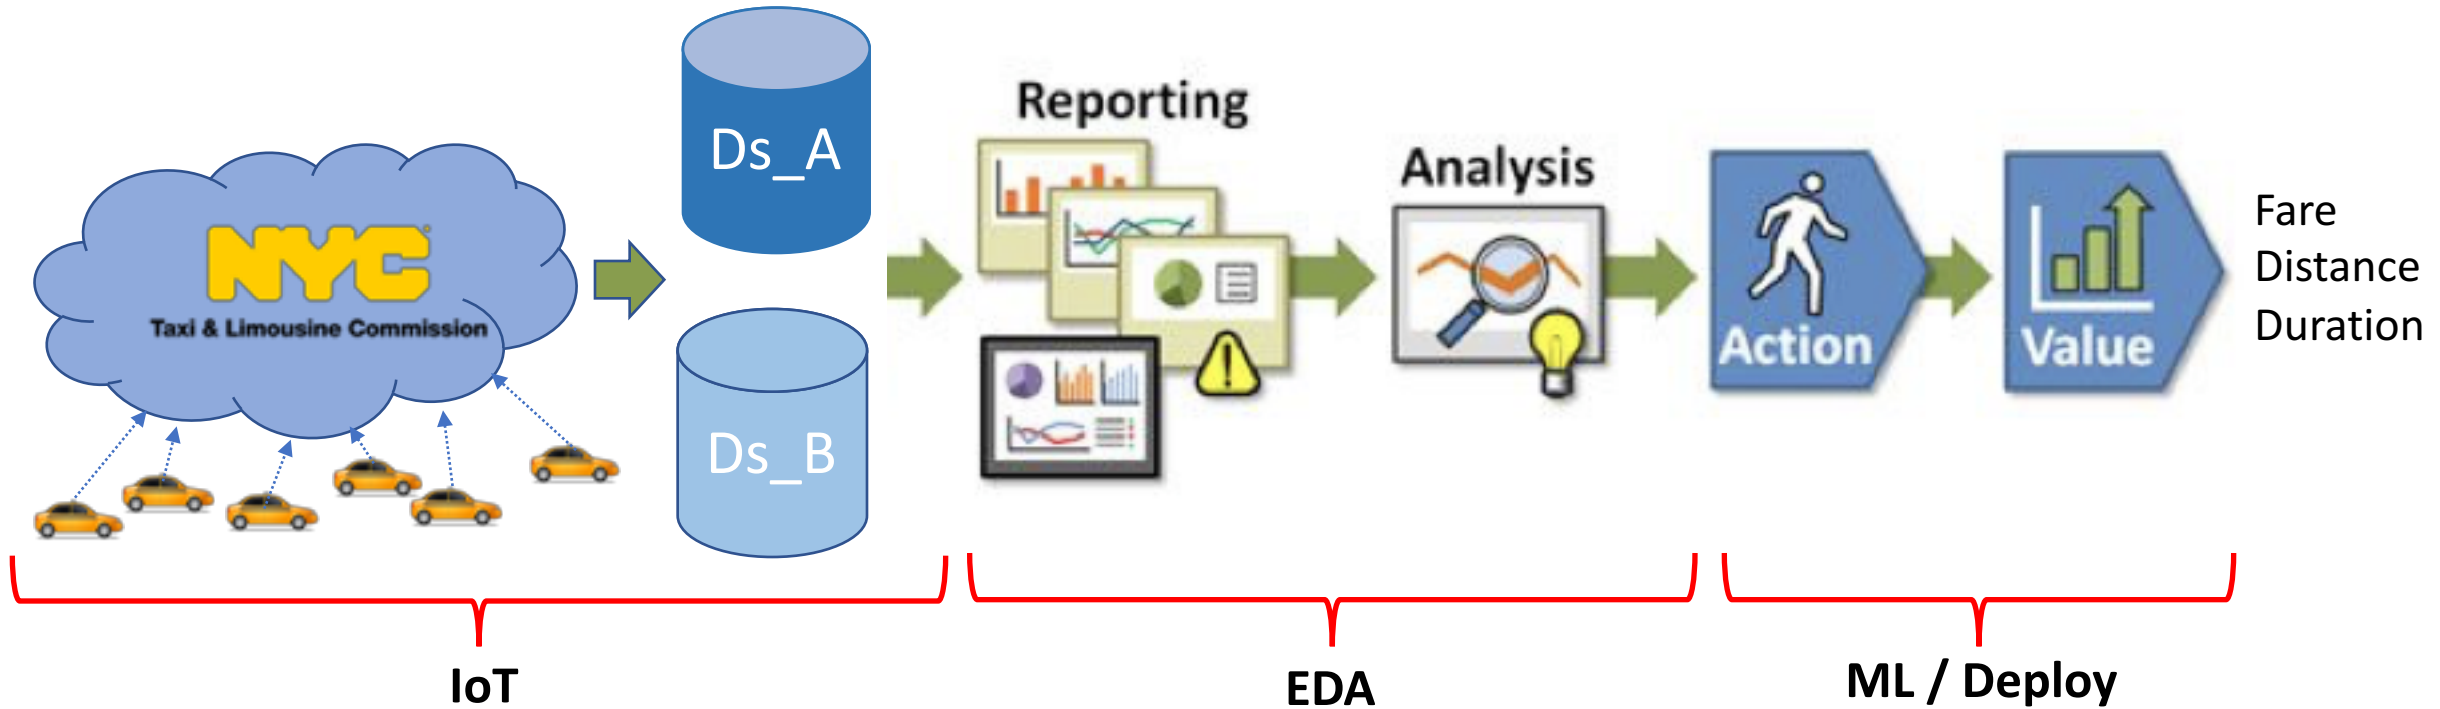 NYC
Taxi & Limousine Commission
Ds_A
Ds_B
Reporting
Analysis
Action
Value
Fare
Distance
Duration
IoT
EDA
ML / Deploy